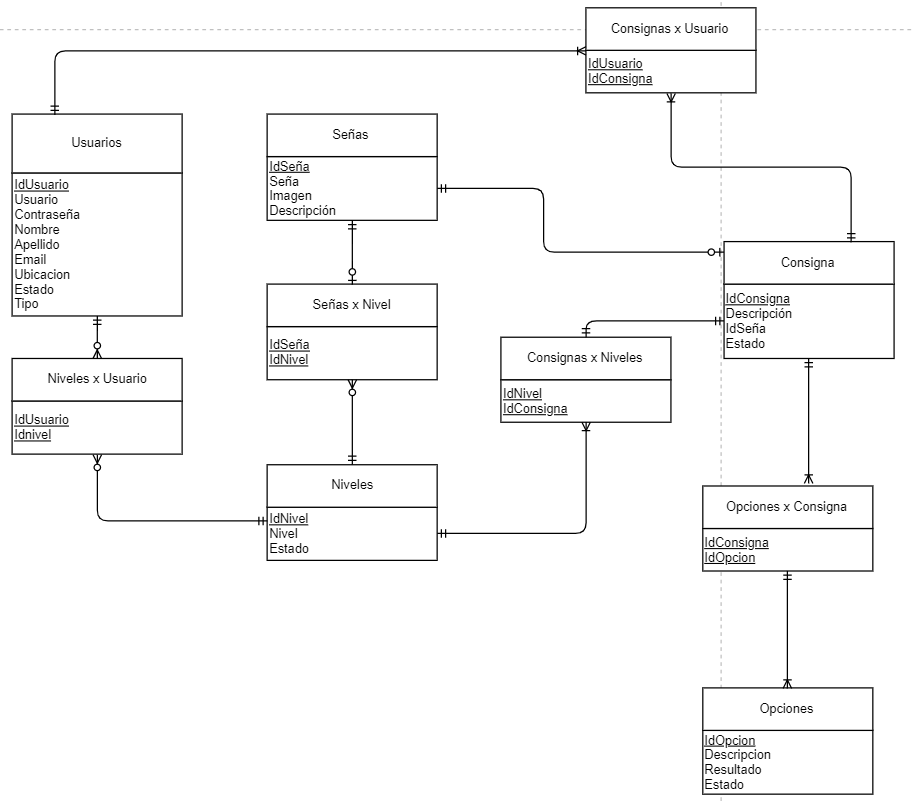 Consignas x Usuario
IdUsuario
IdConsigna
Usuarios
IdUsuario
Usuario
Contraseña
Nombre
Apellido
Email
Ubicacion
Estado
Tipo
Señas
IdSeña
Seña
Imagen
Descripción
Consigna
IdConsigna
Descripción
IdSeña
Estado
Señas x Nivel
IdSeña
IdNivel
Consignas x Niveles
IdNivel
IdConsigna
Niveles x Usuario
IdUsuario
Idnivel
Niveles
IdNivel
Nivel
Estado
Opciones x Consigna
IdConsigna
IdOpcion
Opciones
IdOpcion
Descripcion
Resultado
Estado